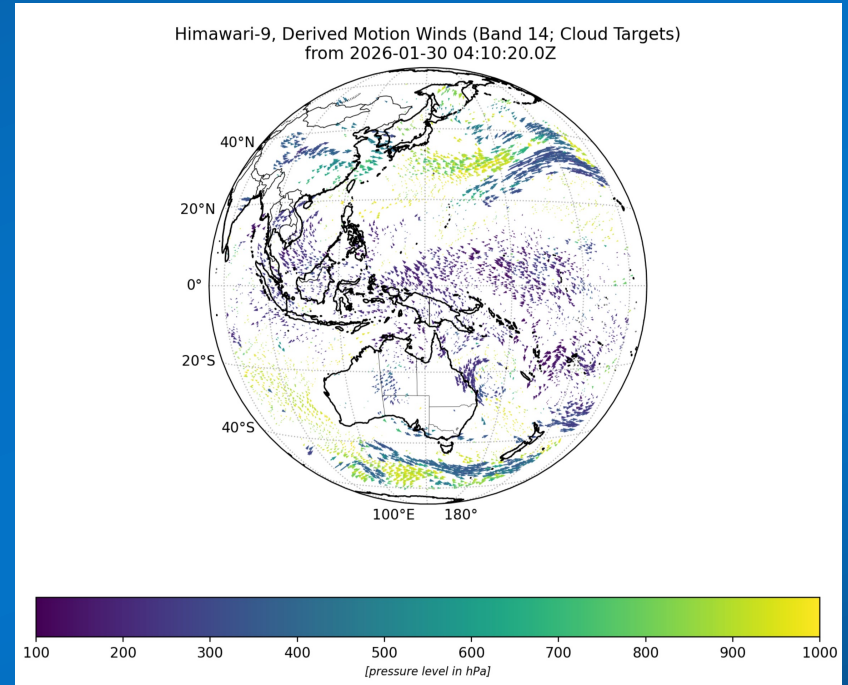 Himawari-9, Derived Motion Winds (Band 14; Cloud Targets)
from 2026-01-30 04:10:20.0Z
40°N
20°N
0°
20°S
40°S
100°E 180°
100 200 300 400 500 600 700 800 900 1000
[pressure level in hPa]